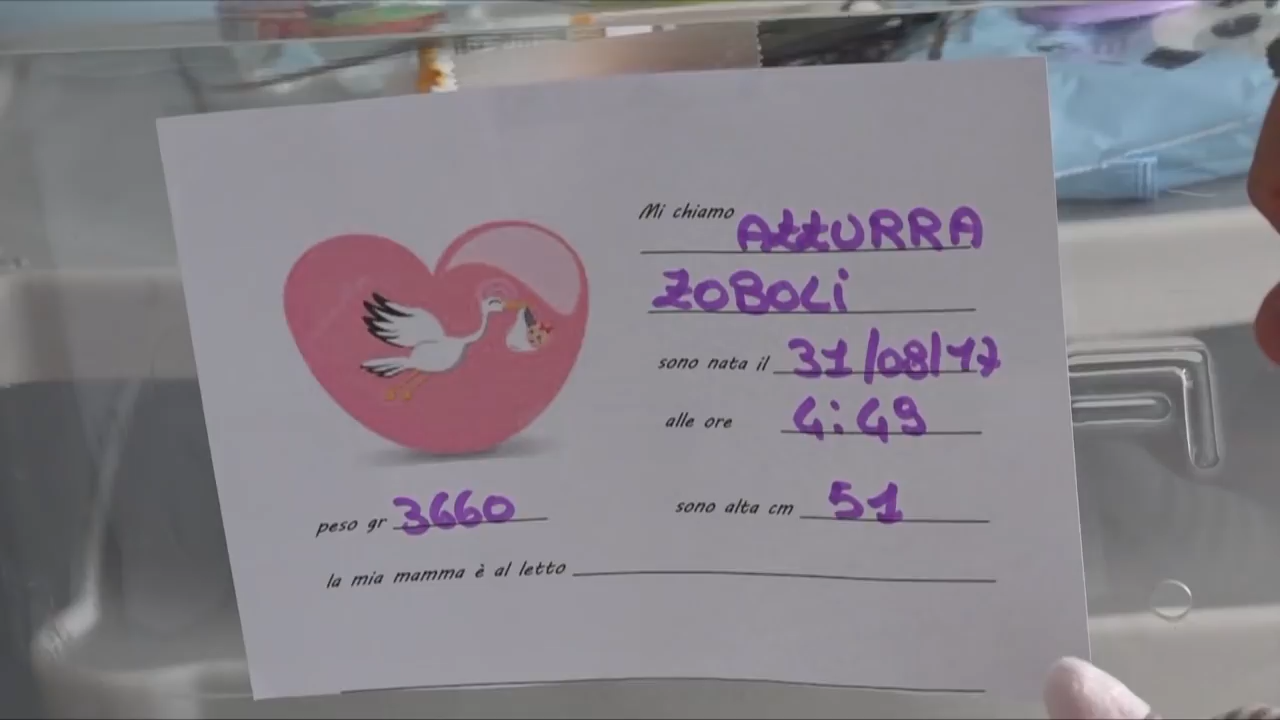 Mi chiamo AZZURRA
ZOBOLi
sono nata il 31/08/17
alle ore 4:49
peso gr 3660 sono alta cm 51
la mia mamma è al letto